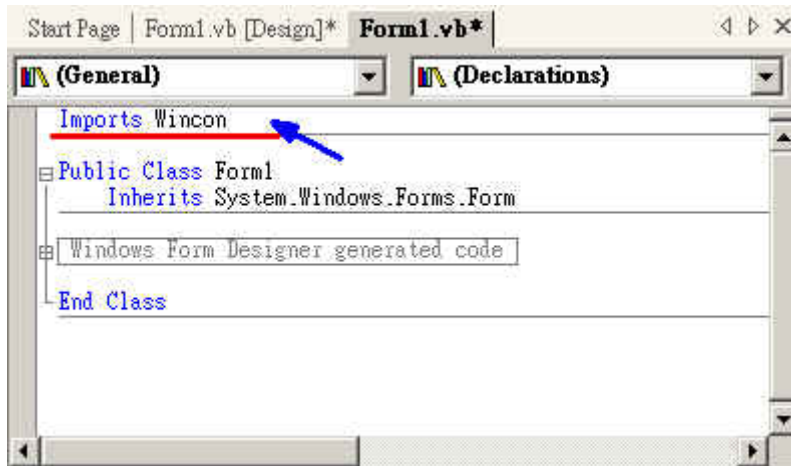 Start Page Form1.vb [Design]* Form1.vb*
(General) (Declarations)
Imports Wincon
Public Class Form1
Inherits System.Windows.Forms.Form
Windows Form Designer generated code
End Class